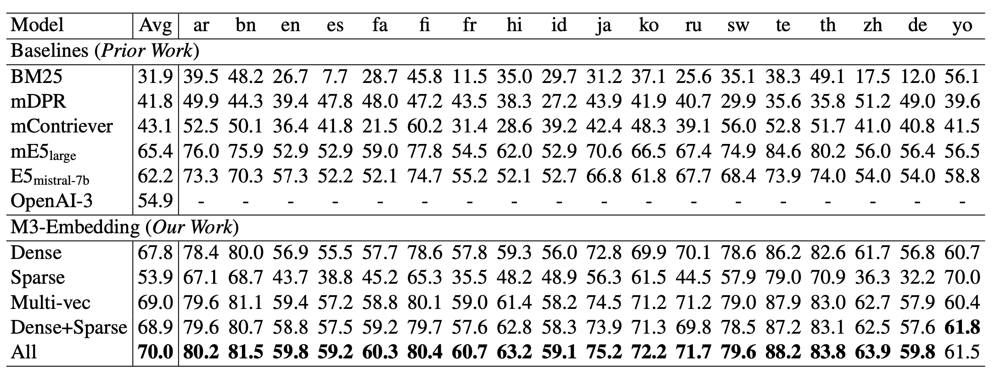 Model Avg ar bn en es fa fi fr hi id ja ko ru sw te th zh de yo
Baselines (Prior Work)
BM25 31.9 39.5 48.2 26.7 7.7 28.7 45.8 11.5 35.0 29.7 31.2 37.1 25.6 35.1 38.3 49.1 17.5 12.0 56.1
mDPR 41.8 49.9 44.3 39.4 47.8 48.0 47.2 43.5 38.3 27.2 43.9 41.9 40.7 29.9 35.6 35.8 51.2 49.0 39.6
mContriever 43.1 52.5 50.1 36.4 41.8 21.5 60.2 31.4 28.6 39.2 42.4 48.3 39.1 56.0 52.8 51.7 41.0 40.8 41.5
mE5large 65.4 76.0 75.9 52.9 52.9 59.0 77.8 54.5 62.0 52.9 70.6 66.5 67.4 74.9 84.6 80.2 56.0 56.4 56.5
E5mistral-7b 62.2 73.3 70.3 57.3 52.2 52.1 74.7 55.2 52.1 52.7 66.8 61.8 67.7 68.4 73.9 74.0 54.0 54.0 58.8
OpenAI-3 54.9 - - - - - - - - - - - - - - - - - -
M3-Embedding (Our Work)
Dense 67.8 78.4 80.0 56.9 55.5 57.7 78.6 57.8 59.3 56.0 72.8 69.9 70.1 78.6 86.2 82.6 61.7 56.8 60.7
Sparse 53.9 67.1 68.7 43.7 38.8 45.2 65.3 35.5 48.2 48.9 56.3 61.5 44.5 57.9 79.0 70.9 36.3 32.2 70.0
Multi-vec 69.0 79.6 81.1 59.4 57.2 58.8 80.1 59.0 61.4 58.2 74.5 71.2 71.2 79.0 87.9 83.0 62.7 57.9 60.4
Dense+Sparse 68.9 79.6 80.7 58.8 57.5 59.2 79.7 57.6 62.8 58.3 73.9 71.3 69.8 78.5 87.2 83.1 62.5 57.6 61.8
All 70.0 80.2 81.5 59.8 59.2 60.3 80.4 60.7 63.2 59.1 75.2 72.2 71.7 79.6 88.2 83.8 63.9 59.8 61.5